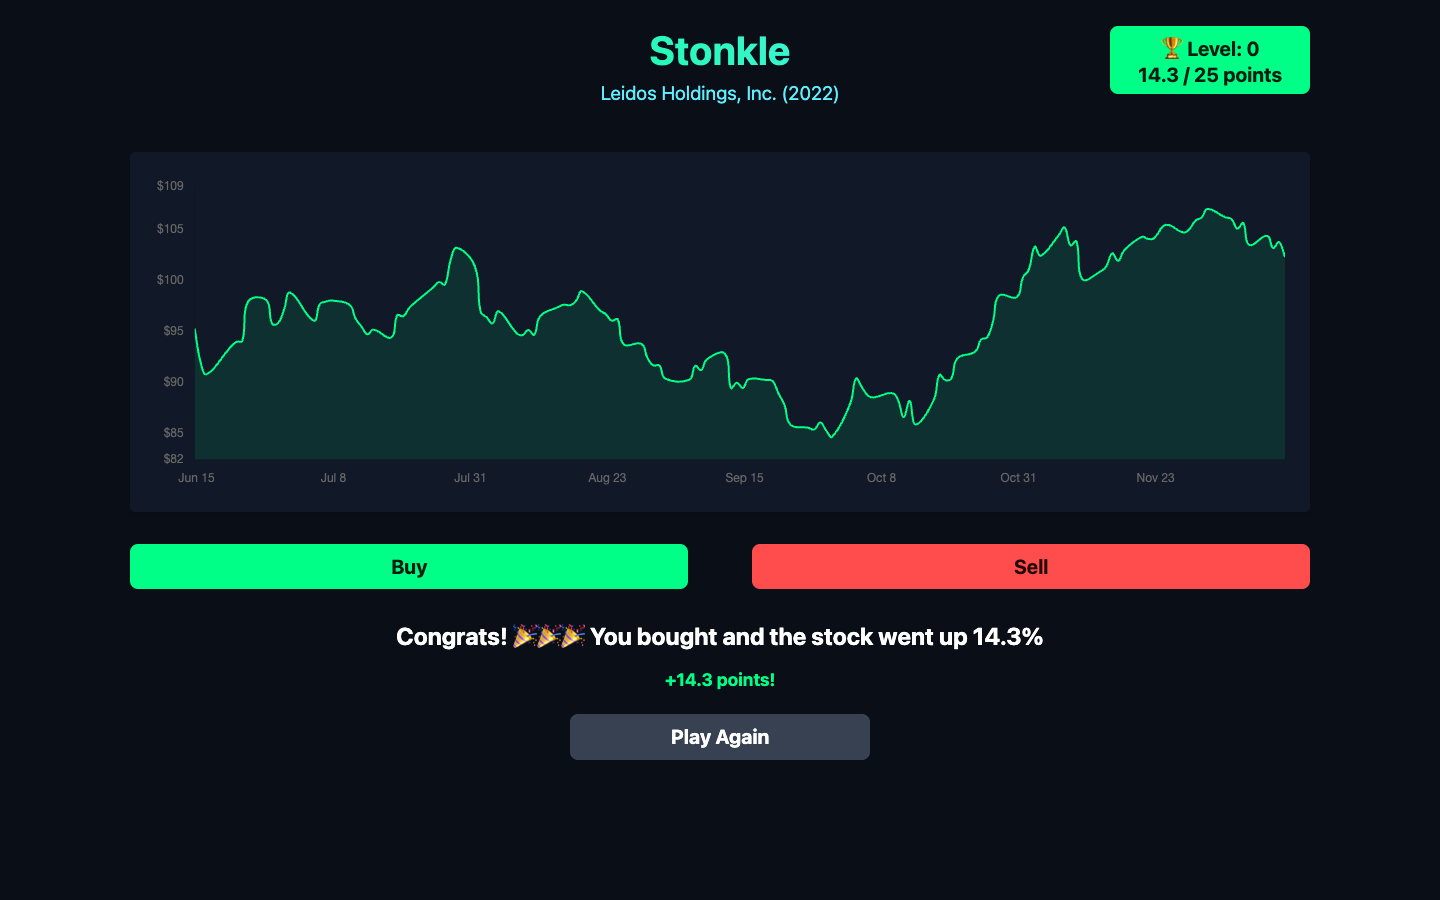 Stonkle
Leidos Holdings, Inc. (2022)
🏆 Level: 0
14.3 / 25 points
$109
$105
$100
$95
$90
$85
$82
Jun 15
Jul 8
Jul 31
Aug 23
Sep 15
Oct 8
Oct 31
Nov 23
Buy
Sell
Congrats! 🎉🎉🎉 You bought and the stock went up 14.3%
+14.3 points!
Play Again